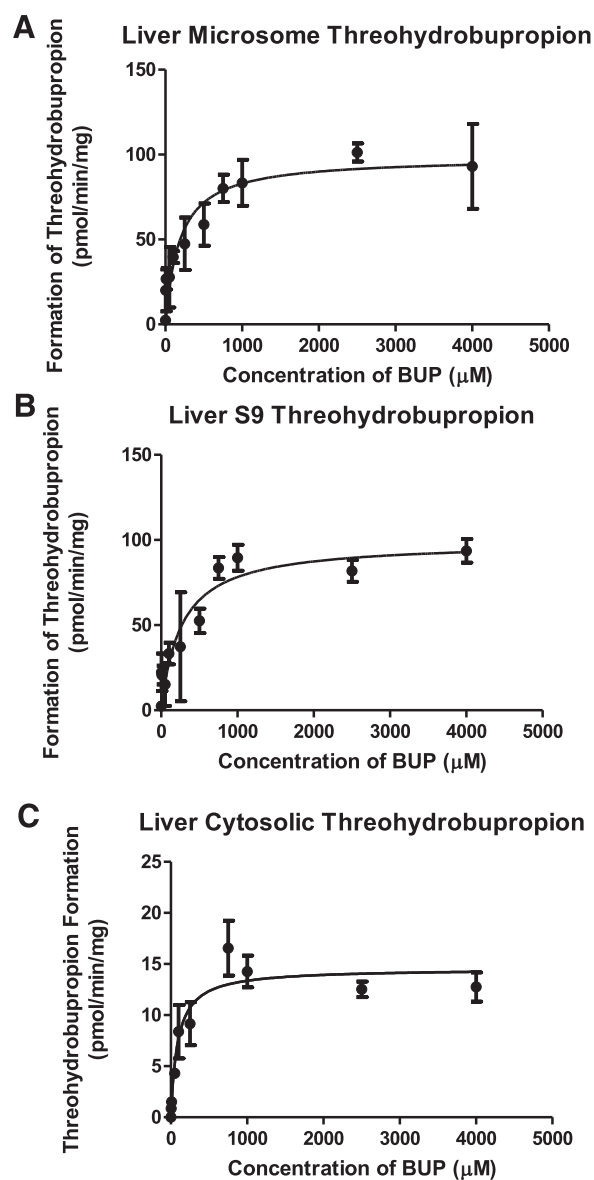 A
Liver Microsome Threohydrobupropion
Formation of Threohydrobupropion
(pmol/min/mg)
150
100
50
0
0 1000 2000 3000 4000 5000
Concentration of BUP (μM)
B
Liver S9 Threohydrobupropion
Formation of Threohydrobupropion
(pmol/min/mg)
150
100
50
0
0 1000 2000 3000 4000 5000
Concentration of BUP (μM)
C
Liver Cytosolic Threohydrobupropion
Threohydrobupropion Formation
(pmol/min/mg)
25
20
15
10
5
0
0 1000 2000 3000 4000 5000
Concentration of BUP (μM)